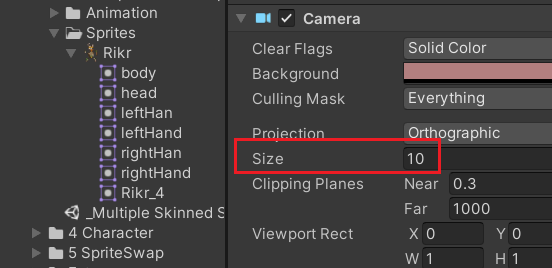 Animation
Sprites
Rikr
body
head
leftHan
leftHand
rightHan
rightHand
Rikr_4
_Multiple Skinned S
4 Character
5 SpriteSwap
Camera
Clear Flags Solid Color
Background
Culling Mask Everything
Projection Orthographic
Size 10
Clipping Planes Near 0.3
Far 1000
Viewport Rect X 0 Y 0
W 1 H 1